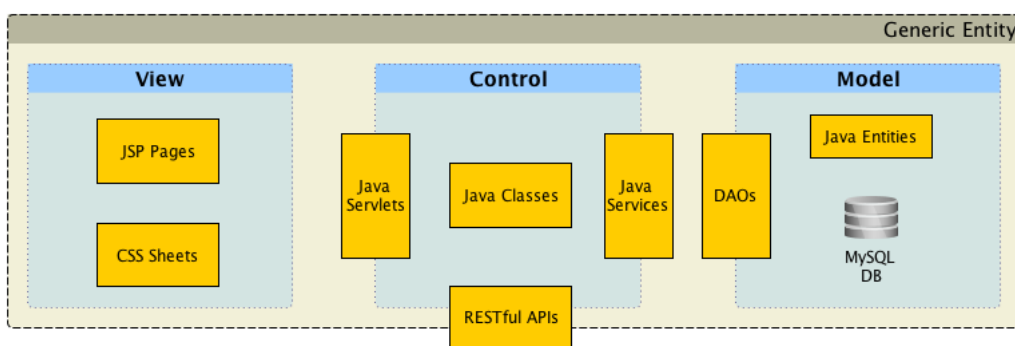 Generic Entity
View
JSP Pages
CSS Sheets
Control
Java
Servlets
Java Classes
Java
Services
RESTful APIs
Model
DAOs
Java Entities
MySQL
DB